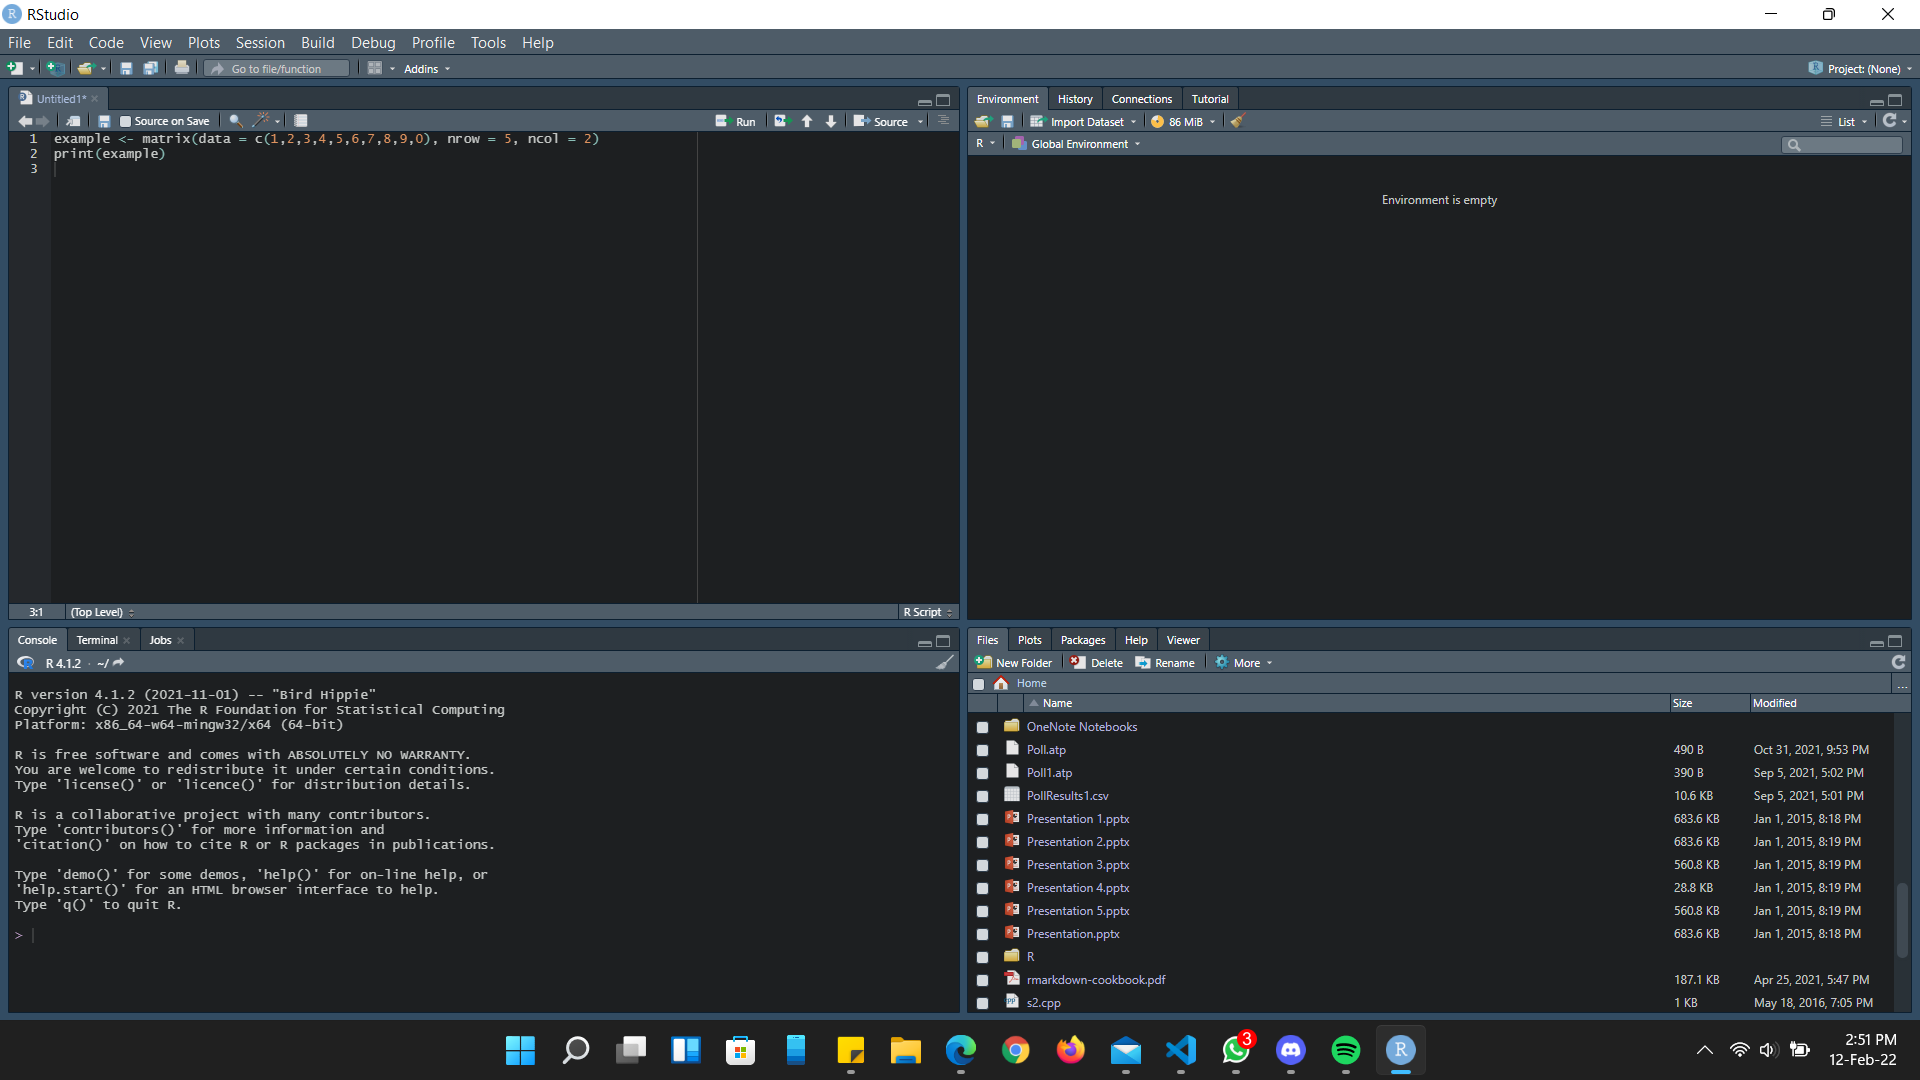 RStudio
File Edit Code View Plots Session Build Debug Profile Tools Help
Go to file/function Addins Project: (None)
Untitled1*
Source on Save Run Source
1 example <- matrix(data = c(1,2,3,4,5,6,7,8,9,0), nrow = 5, ncol = 2)
2 print(example)
3
3:1 (Top Level) R Script
Environment History Connections Tutorial
Import Dataset 86 MiB List
R Global Environment
Environment is empty
Console Terminal Jobs
R 4.1.2 · ~/
R version 4.1.2 (2021-11-01) -- "Bird Hippie"
Copyright (C) 2021 The R Foundation for Statistical Computing
Platform: x86_64-w64-mingw32/x64 (64-bit)
R is free software and comes with ABSOLUTELY NO WARRANTY.
You are welcome to redistribute it under certain conditions.
Type 'license()' or 'licence()' for distribution details.
R is a collaborative project with many contributors.
Type 'contributors()' for more information and
'citation()' on how to cite R or R packages in publications.
Type 'demo()' for some demos, 'help()' for on-line help, or
'help.start()' for an HTML browser interface to help.
Type 'q()' to quit R.
>
Files Plots Packages Help Viewer
New Folder Delete Rename More
Home ...
Name Size Modified
OneNote Notebooks
Poll.atp 490 B Oct 31, 2021, 9:53 PM
Poll1.atp 390 B Sep 5, 2021, 5:02 PM
PollResults1.csv 10.6 KB Sep 5, 2021, 5:01 PM
Presentation 1.pptx 683.6 KB Jan 1, 2015, 8:18 PM
Presentation 2.pptx 683.6 KB Jan 1, 2015, 8:19 PM
Presentation 3.pptx 560.8 KB Jan 1, 2015, 8:19 PM
Presentation 4.pptx 28.8 KB Jan 1, 2015, 8:19 PM
Presentation 5.pptx 560.8 KB Jan 1, 2015, 8:19 PM
Presentation.pptx 683.6 KB Jan 1, 2015, 8:18 PM
R
rmarkdown-cookbook.pdf 187.1 KB Apr 25, 2021, 5:47 PM
s2.cpp 1 KB May 18, 2016, 7:05 PM
3
R
2:51 PM
12-Feb-22